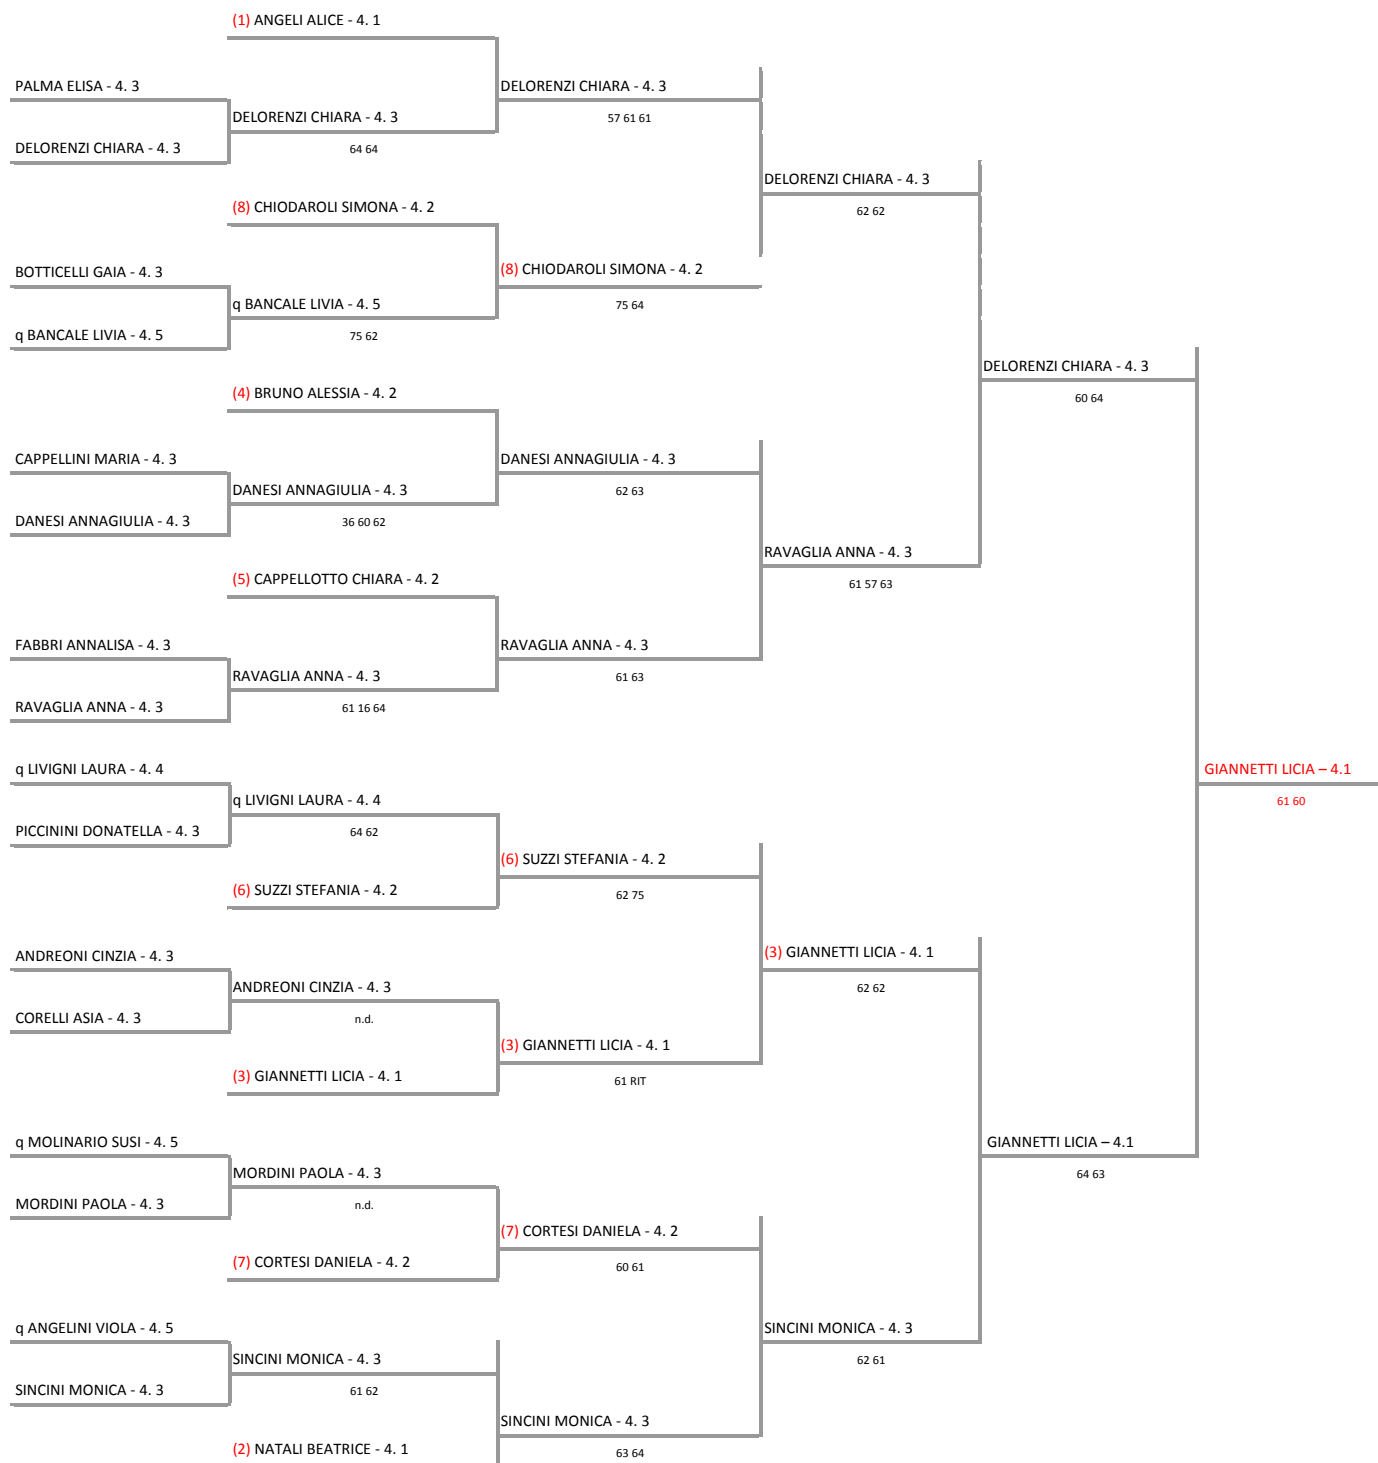 (1) ANGELI ALICE - 4. 1
PALMA ELISA - 4. 3
DELORENZI CHIARA - 4. 3
57 61 61
DELORENZI CHIARA - 4. 3
64 64
DELORENZI CHIARA - 4. 3
DELORENZI CHIARA - 4. 3
62 62
(8) CHIODAROLI SIMONA - 4. 2
BOTTICELLI GAIA - 4. 3
(8) CHIODAROLI SIMONA - 4. 2
75 64
q BANCALE LIVIA - 4. 5
75 62
q BANCALE LIVIA - 4. 5
DELORENZI CHIARA - 4. 3
60 64
(4) BRUNO ALESSIA - 4. 2
CAPPELLINI MARIA - 4. 3
DANESI ANNAGIULIA - 4. 3
62 63
DANESI ANNAGIULIA - 4. 3
36 60 62
DANESI ANNAGIULIA - 4. 3
RAVAGLIA ANNA - 4. 3
61 57 63
(5) CAPPELLOTTO CHIARA - 4. 2
FABBRI ANNALISA - 4. 3
RAVAGLIA ANNA - 4. 3
61 63
RAVAGLIA ANNA - 4. 3
61 16 64
RAVAGLIA ANNA - 4. 3
q LIVIGNI LAURA - 4. 4
GIANNETTI LICIA – 4.1
61 60
q LIVIGNI LAURA - 4. 4
64 62
PICCININI DONATELLA - 4. 3
(6) SUZZI STEFANIA - 4. 2
62 75
(6) SUZZI STEFANIA - 4. 2
ANDREONI CINZIA - 4. 3
(3) GIANNETTI LICIA - 4. 1
62 62
ANDREONI CINZIA - 4. 3
n.d.
CORELLI ASIA - 4. 3
(3) GIANNETTI LICIA - 4. 1
61 RIT
(3) GIANNETTI LICIA - 4. 1
q MOLINARIO SUSI - 4. 5
GIANNETTI LICIA – 4.1
64 63
MORDINI PAOLA - 4. 3
n.d.
MORDINI PAOLA - 4. 3
(7) CORTESI DANIELA - 4. 2
60 61
(7) CORTESI DANIELA - 4. 2
q ANGELINI VIOLA - 4. 5
SINCINI MONICA - 4. 3
62 61
SINCINI MONICA - 4. 3
61 62
SINCINI MONICA - 4. 3
SINCINI MONICA - 4. 3
63 64
(2) NATALI BEATRICE - 4. 1